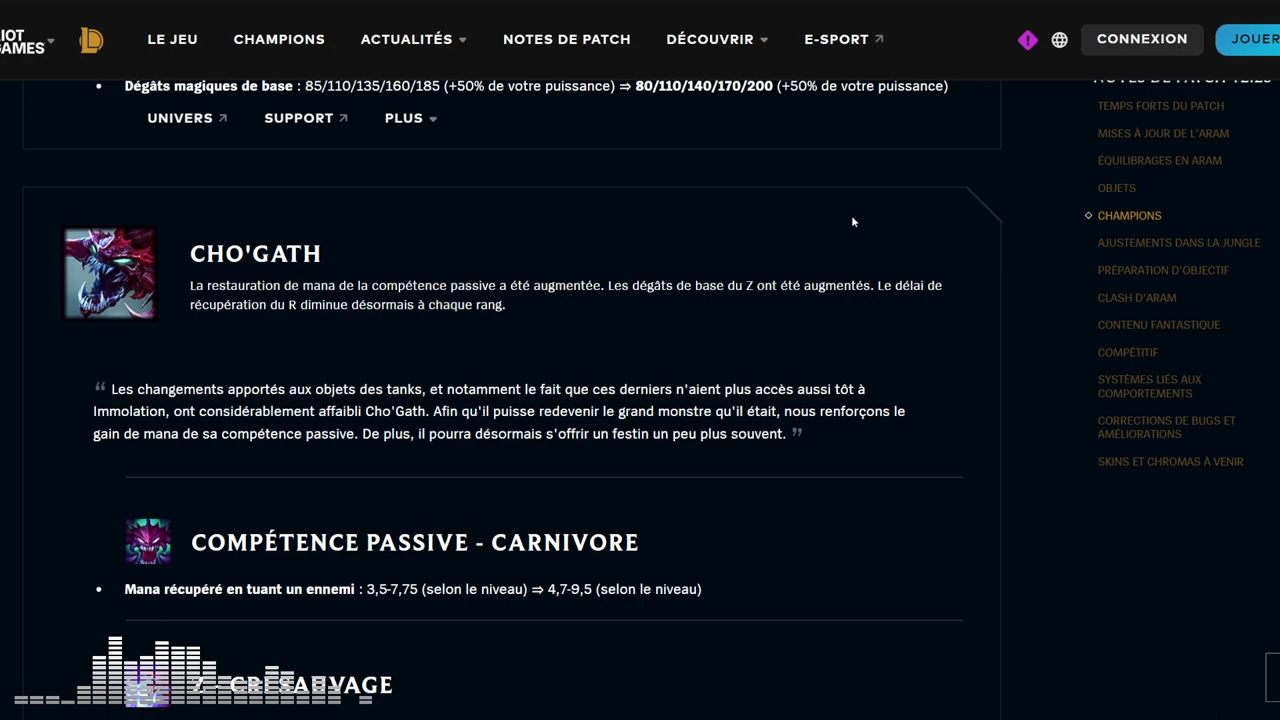 IOT
GAMES
LE JEU CHAMPIONS ACTUALITÉS NOTES DE PATCH DÉCOUVRIR E-SPORT CONNEXION JOUER
Dégâts magiques de base : 85/110/135/160/185 (+50% de votre puissance) ⇒ 80/110/140/170/200 (+50% de votre puissance)
UNIVERS SUPPORT PLUS
CHO'GATH
La restauration de mana de la compétence passive a été augmentée. Les dégâts de base du Z ont été augmentés. Le délai de
récupération du R diminue désormais à chaque rang.
“ Les changements apportés aux objets des tanks, et notamment le fait que ces derniers n'aient plus accès aussi tôt à
Immolation, ont considérablement affaibli Cho'Gath. Afin qu'il puisse redevenir le grand monstre qu'il était, nous renforçons le
gain de mana de sa compétence passive. De plus, il pourra désormais s'offrir un festin un peu plus souvent. ”
COMPÉTENCE PASSIVE - CARNIVORE
Mana récupéré en tuant un ennemi : 3,5-7,75 (selon le niveau) ⇒ 4,7-9,5 (selon le niveau)
Z - CRI SAUVAGE
TEMPS FORTS DU PATCH
MISES À JOUR DE L'ARAM
ÉQUILIBRAGES EN ARAM
OBJETS
CHAMPIONS
AJUSTEMENTS DANS LA JUNGLE
PRÉPARATION D'OBJECTIF
CLASH D'ARAM
CONTENU FANTASTIQUE
COMPÉTITIF
SYSTÈMES LIÉS AUX
COMPORTEMENTS
CORRECTIONS DE BUGS ET
AMÉLIORATIONS
SKINS ET CHROMAS À VENIR